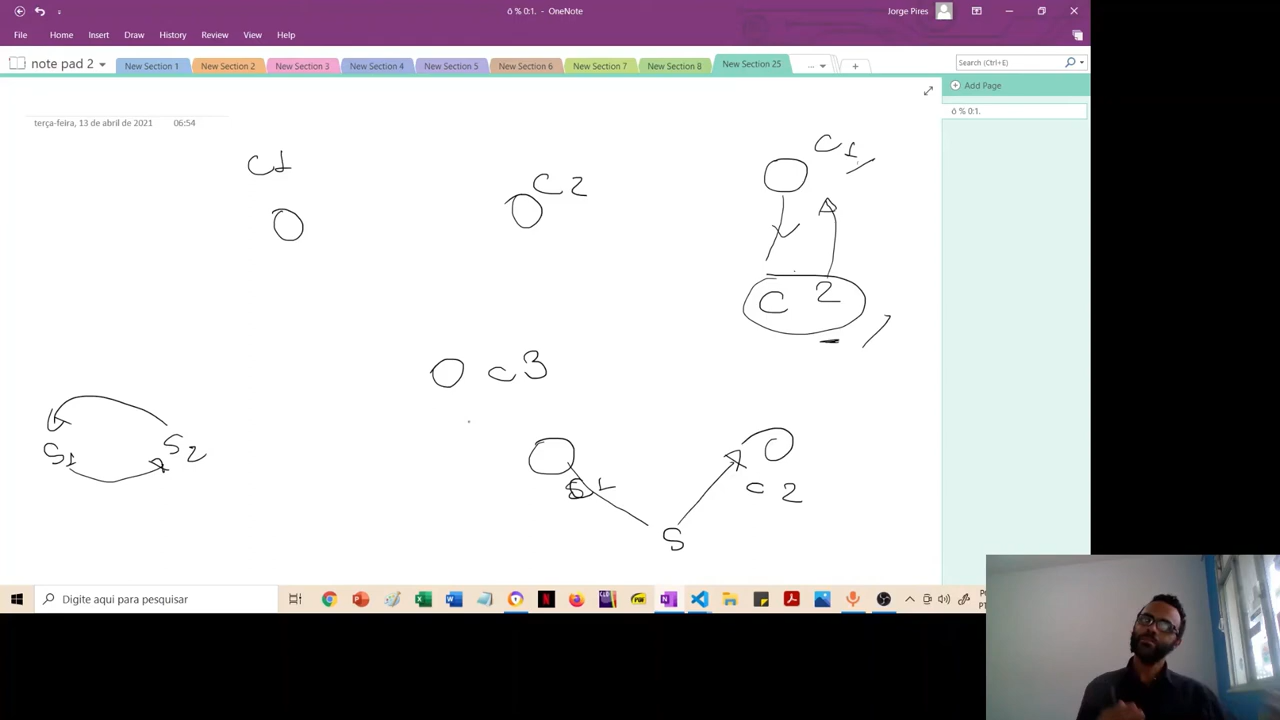 ô % 0:1. - OneNote
Jorge Pires
File Home Insert Draw History Review View Help
note pad 2
New Section 1 New Section 2 New Section 3 New Section 4 New Section 5 New Section 6 New Section 7 New Section 8 New Section 25 ... +
Search (Ctrl+E)
Add Page
ô % 0:1.
terça-feira, 13 de abril de 2021 06:54
C1
C1
C2
C2
C3
S1 S2
S1
C2
S
Digite aqui para pesquisar